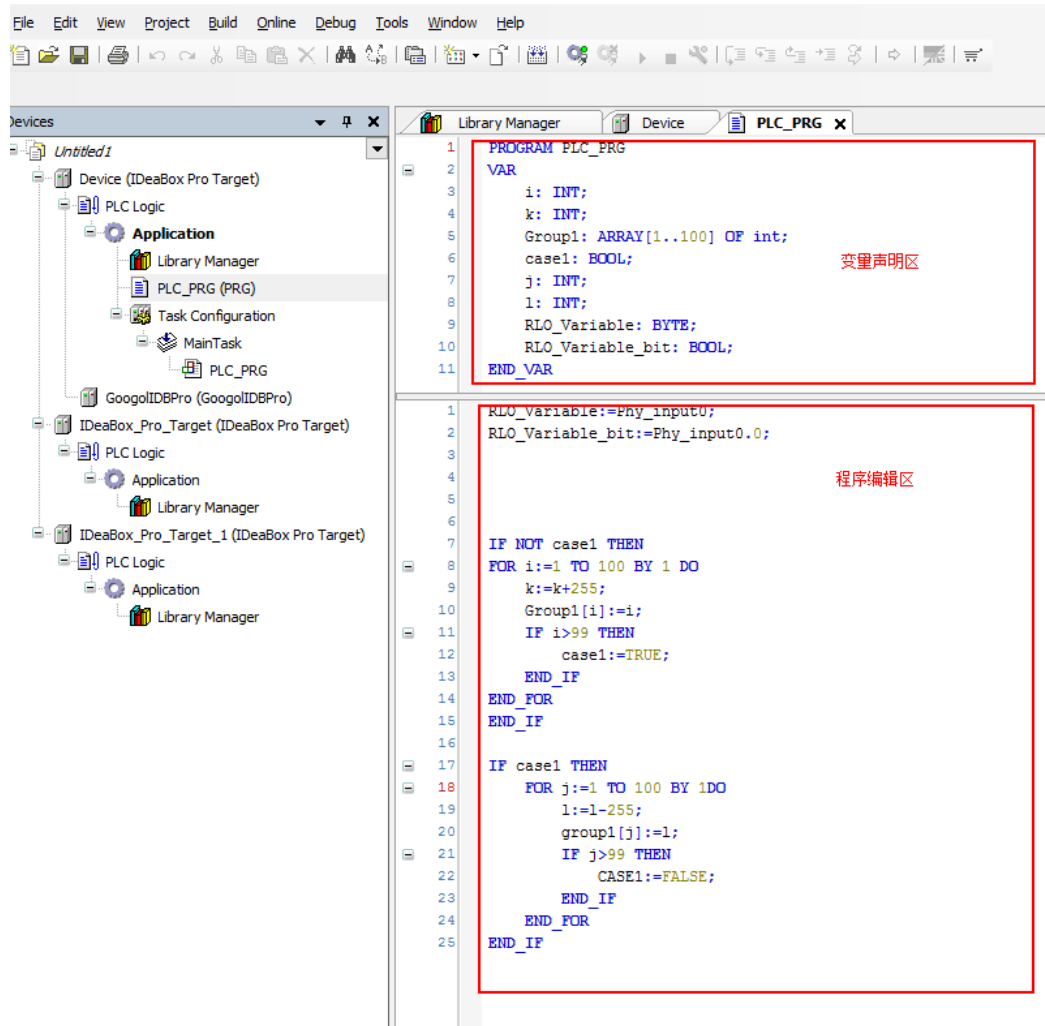 File Edit View Project Build Online Debug Tools Window Help
Devices
Library Manager
Device
PLC_PRG
Untitled1
Device (IDeaBox Pro Target)
PLC Logic
Application
Library Manager
PLC_PRG (PRG)
Task Configuration
MainTask
PLC_PRG
GoogolIDBPro (GoogolIDBPro)
IDeaBox_Pro_Target (IDeaBox Pro Target)
PLC Logic
Application
Library Manager
IDeaBox_Pro_Target_1 (IDeaBox Pro Target)
PLC Logic
Application
Library Manager
1 PROGRAM PLC_PRG
2 VAR
3 i: INT;
4 k: INT;
5 Group1: ARRAY[1..100] OF int;
6 case1: BOOL;
变量声明区
7 j: INT;
8 l: INT;
9 RLO_Variable: BYTE;
10 RLO_Variable_bit: BOOL;
11 END_VAR
1 RLO_Variable:=Phy_input0;
2 RLO_Variable_bit:=Phy_input0.0;
3
4 程序编辑区
5
6
7 IF NOT case1 THEN
8 FOR i:=1 TO 100 BY 1 DO
9 k:=k+255;
10 Group1[i]:=i;
11 IF i>99 THEN
12 case1:=TRUE;
13 END_IF
14 END_FOR
15 END_IF
16
17 IF case1 THEN
18 FOR j:=1 TO 100 BY 1DO
19 l:=l-255;
20 group1[j]:=l;
21 IF j>99 THEN
22 CASE1:=FALSE;
23 END_IF
24 END_FOR
25 END_IF